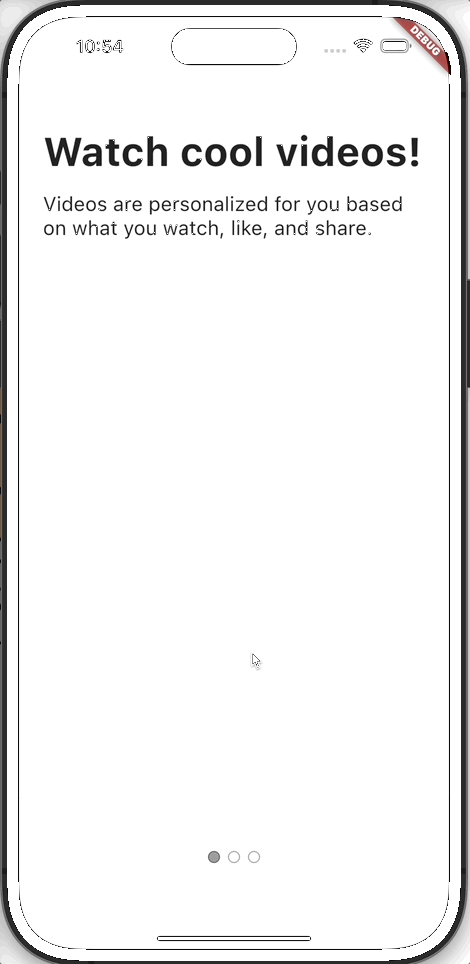 10:54
DEBUG
Watch cool videos!
Videos are personalized for you based
on what you watch, like, and share.